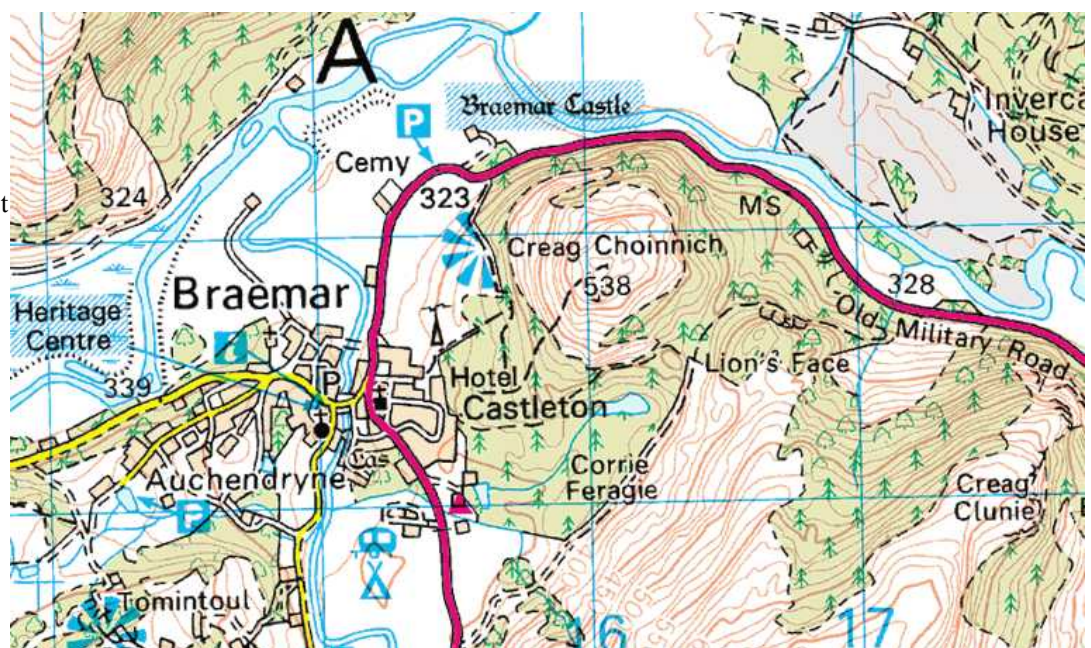 A
P
Braemar Castle
Cemy
323
324
t
Inverca
House
MS
Creag Choinnich
538
328
Old Military Road
Braemar
Heritage
Centre
i
339
P
Hotel
Castleton
Lion's Face
Cas
Auchendryne
P
Corrie
Feragie
Creag
Clunie
Tomintoul
16
17